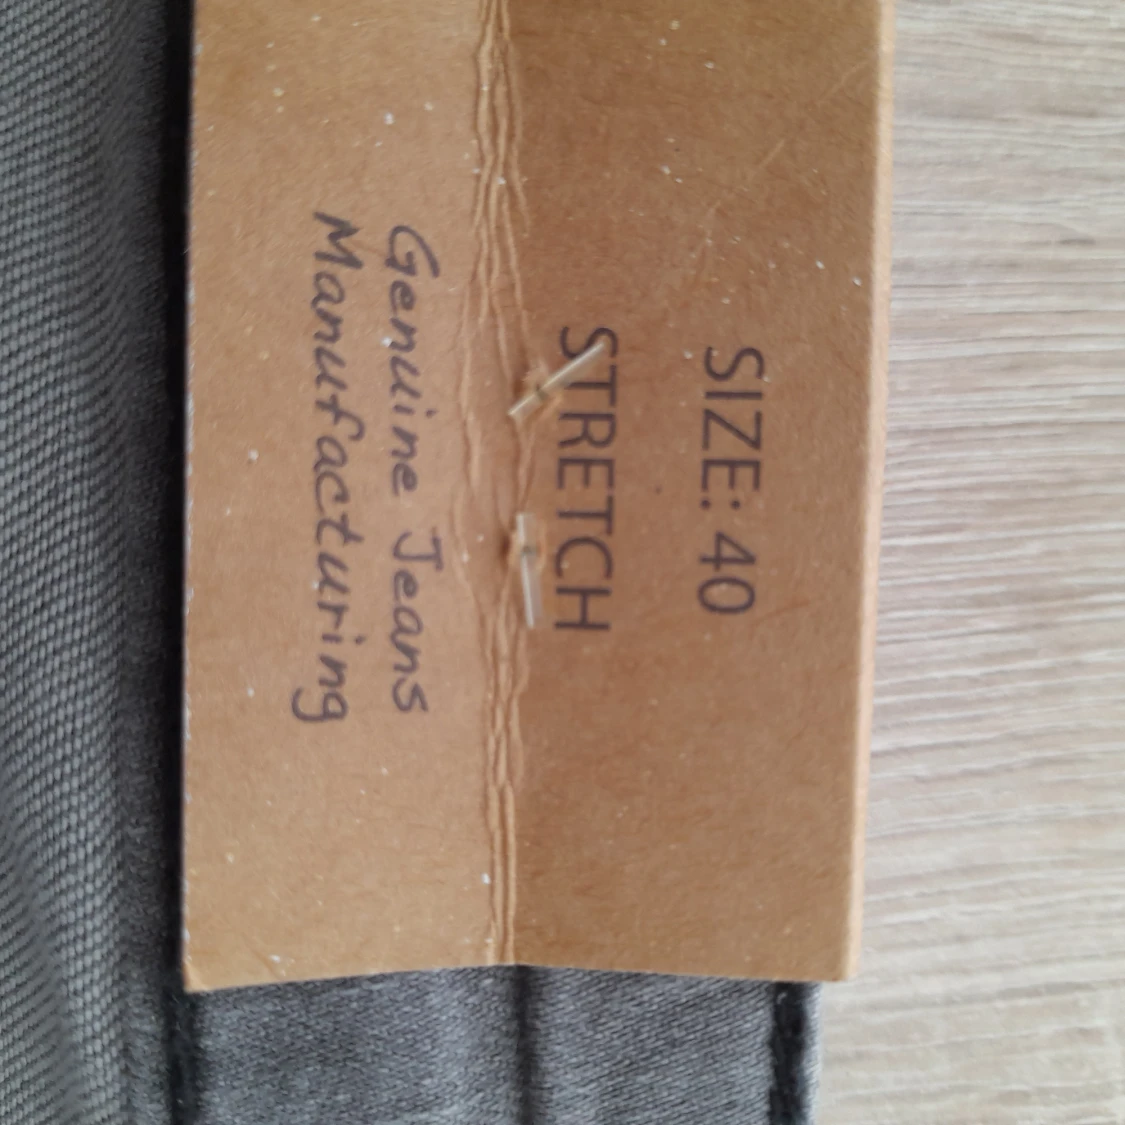 SIZE: 40
STRETCH
Genuine Jeans
Manufacturing